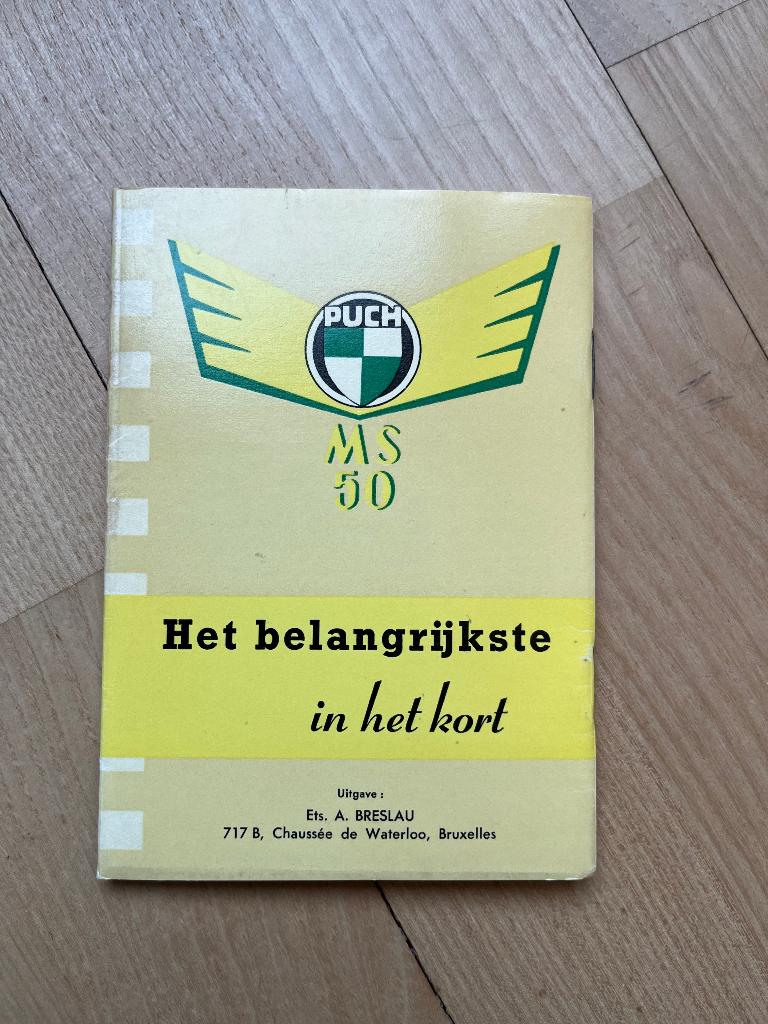 PUCH
MS
50
Het belangrijkste
in het kort
Uitgave :
Ets. A. BRESLAU
717 B, Chaussée de Waterloo, Bruxelles